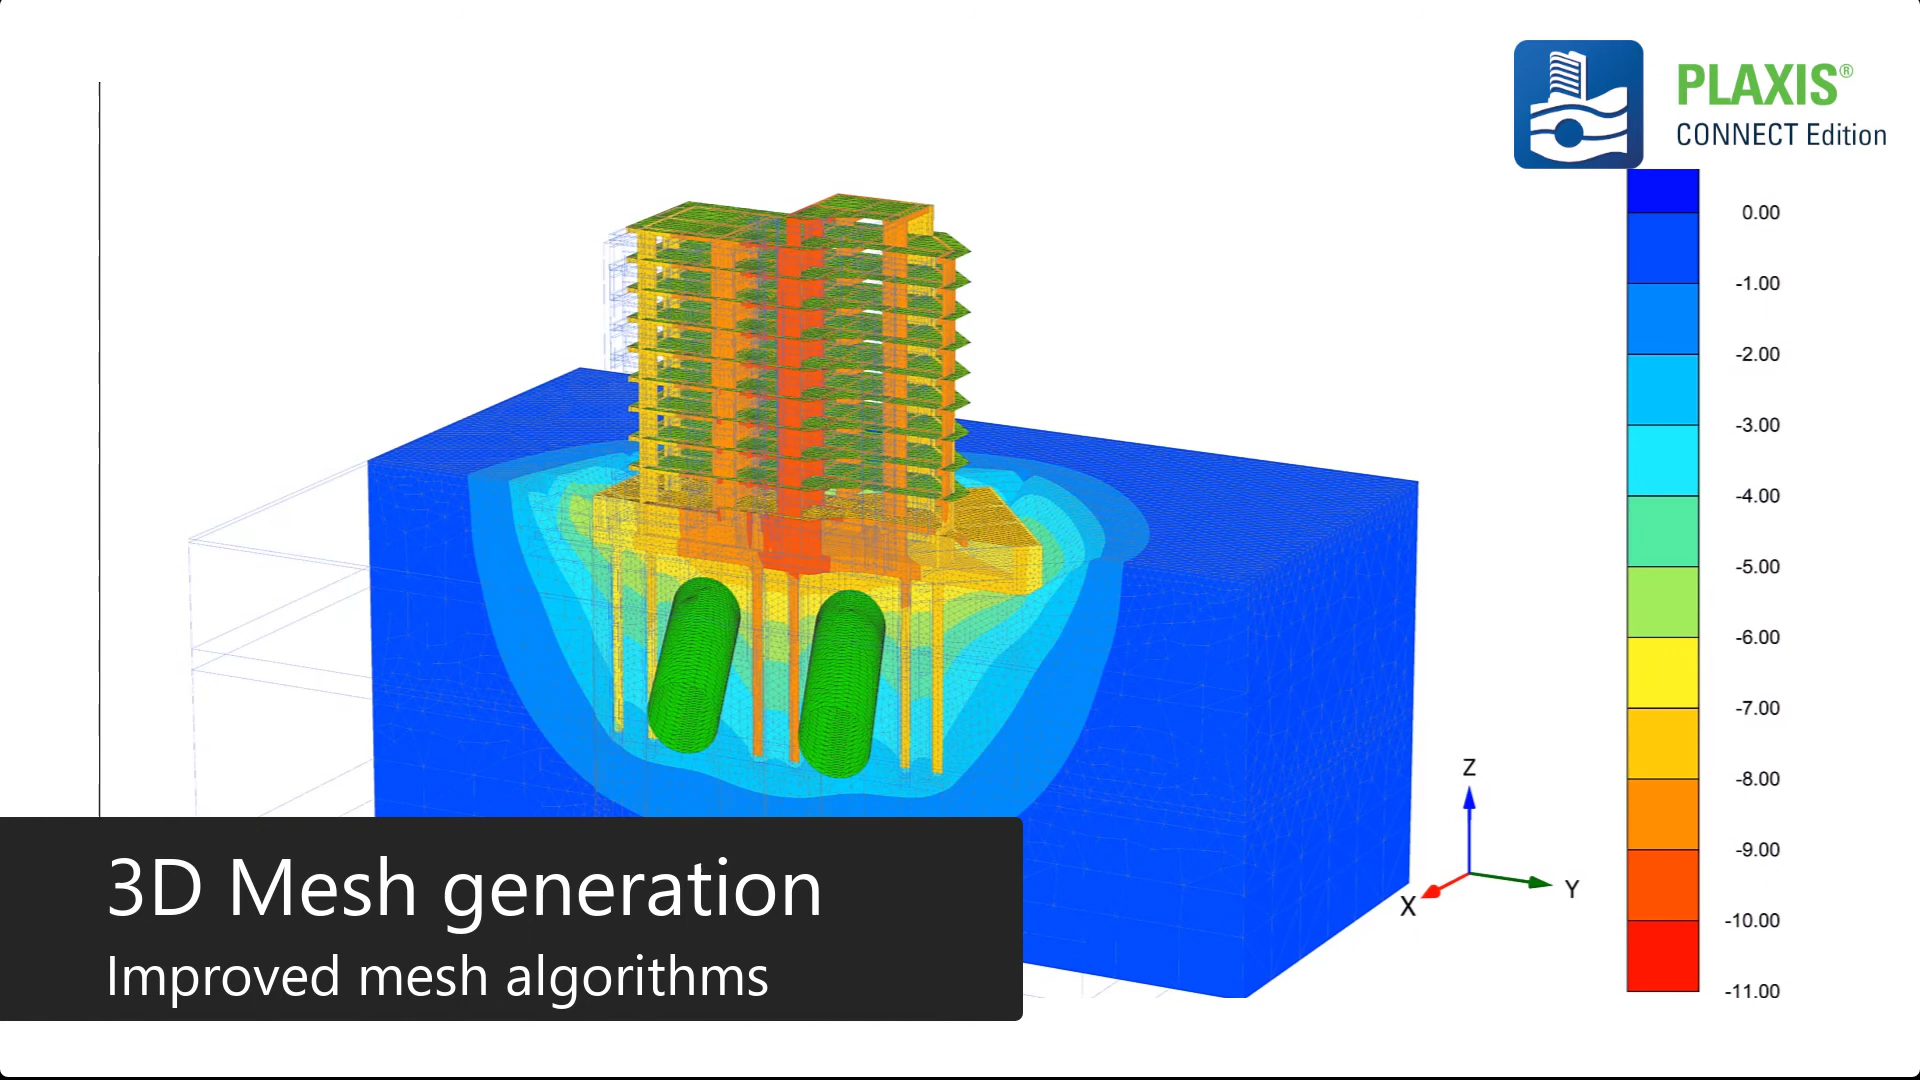 PLAXIS®
CONNECT Edition
0.00
-1.00
-2.00
-3.00
-4.00
-5.00
-6.00
-7.00
-8.00
-9.00
-10.00
-11.00
Z
Y
X
3D Mesh generation
Improved mesh algorithms